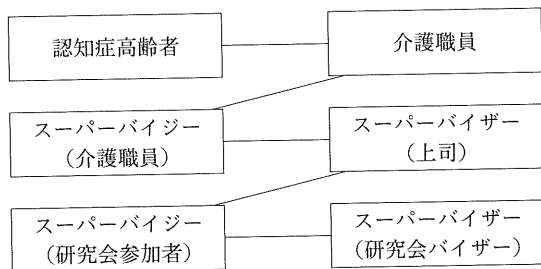 認知症高齢者
介護職員
スーパーバイジー
（介護職員）
スーパーバイザー
（上司）
スーパーバイジー
（研究会参加者）
スーパーバイザー
（研究会バイザー）